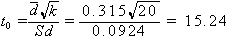 t₀ = d̅√k / Sd = 0.315√20 / 0.0924 = 15.24